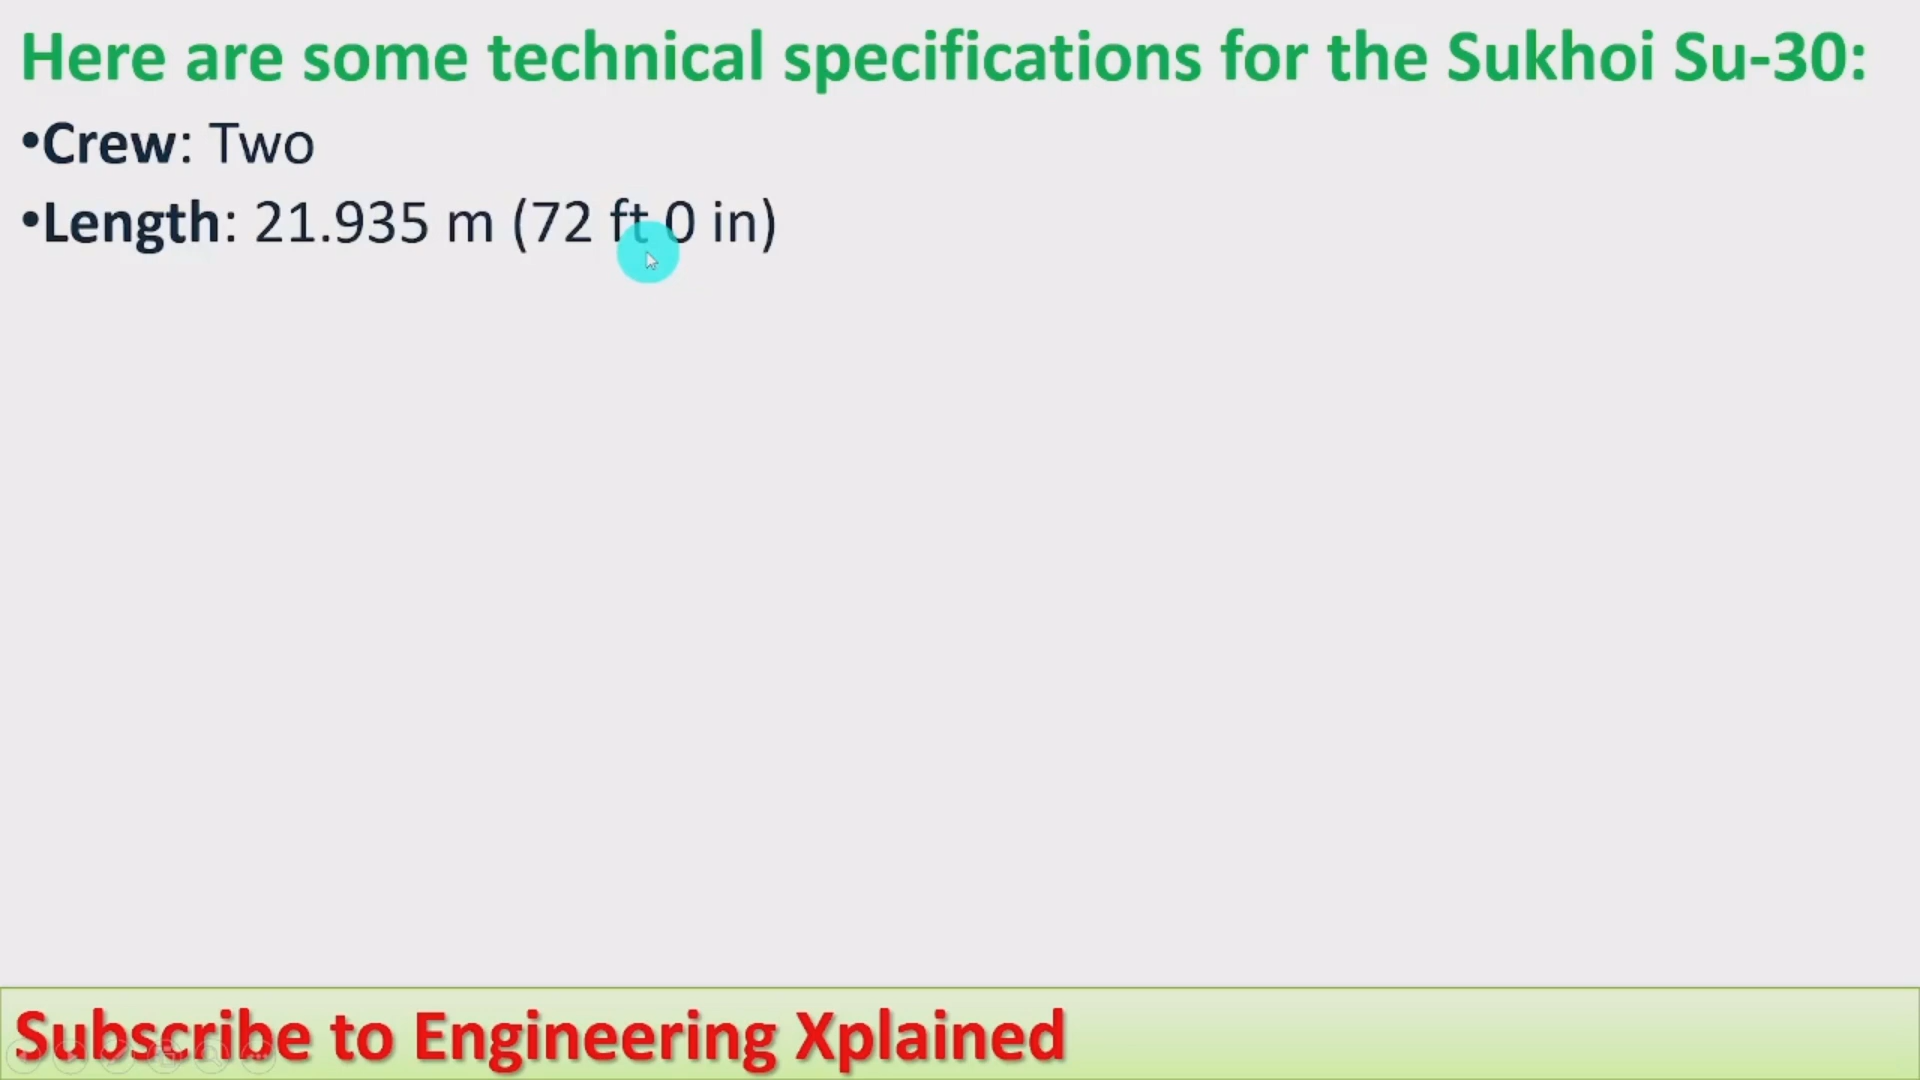 Here are some technical specifications for the Sukhoi Su-30:
•Crew: Two
•Length: 21.935 m (72 ft 0 in)
Subscribe to Engineering Xplained